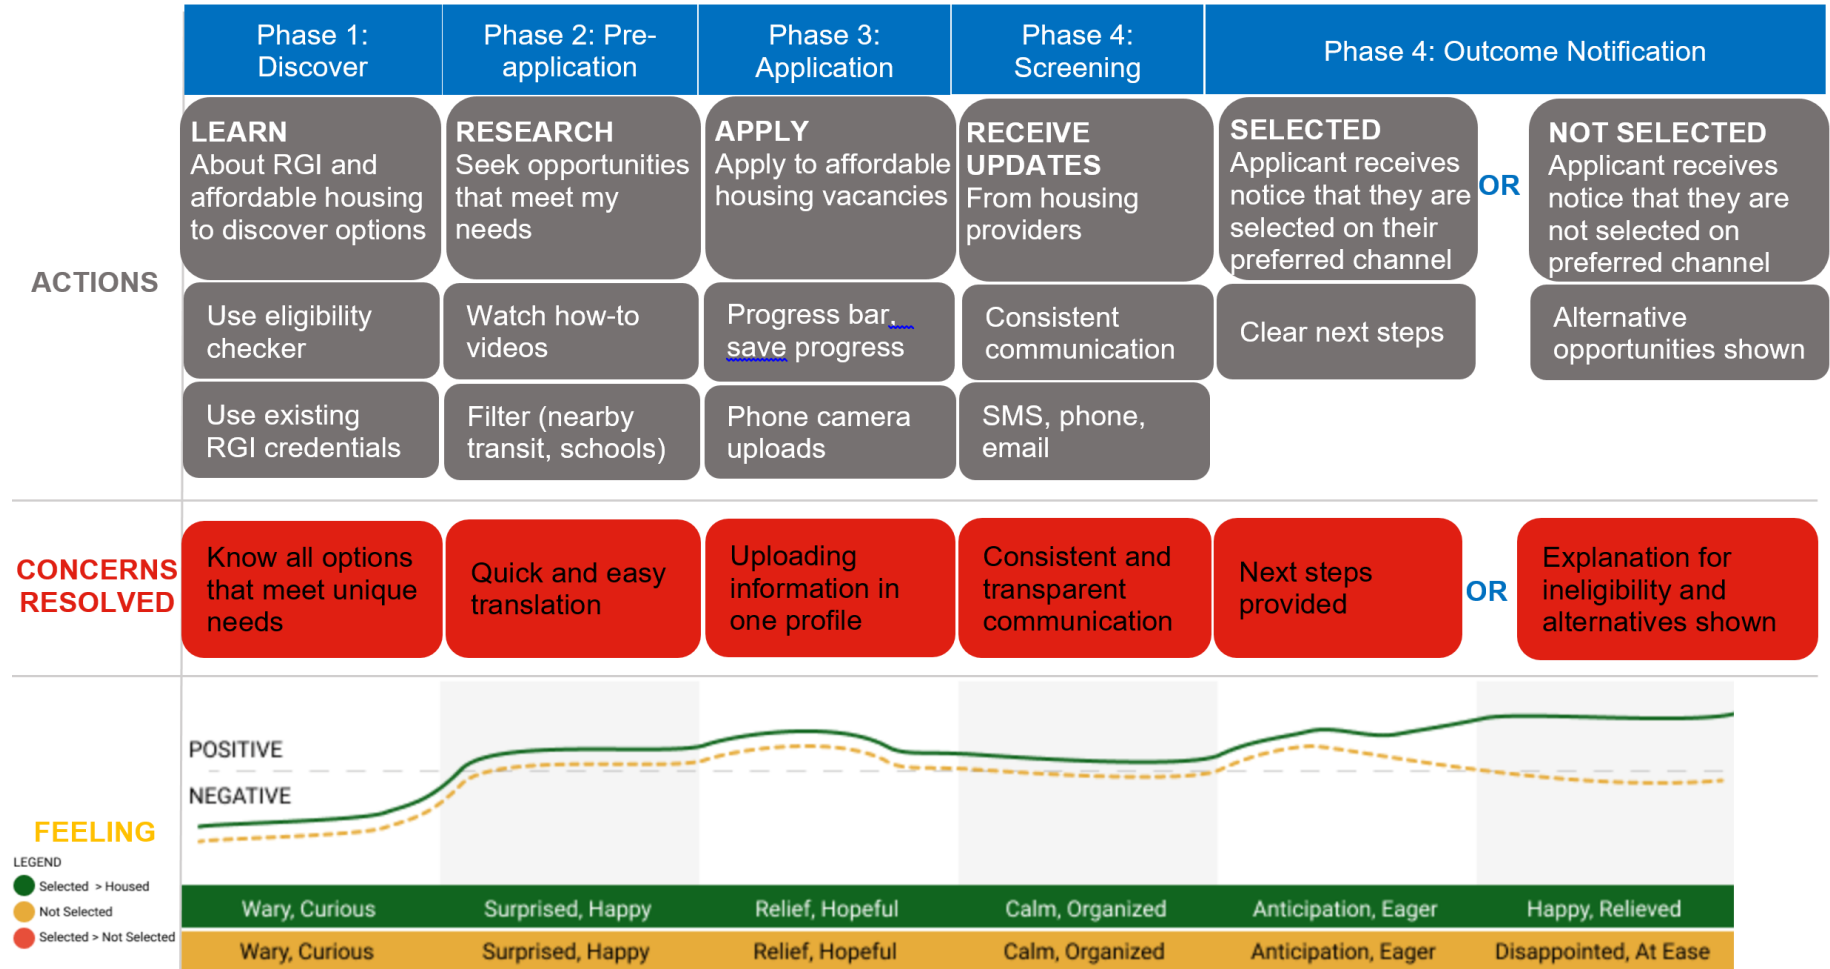 Phase 1:
Discover
Phase 2: Pre-
application
Phase 3:
Application
Phase 4:
Screening
Phase 4: Outcome Notification
ACTIONS
LEARN
About RGI and
affordable housing
to discover options
RESEARCH
Seek opportunities
that meet my
needs
APPLY
Apply to affordable
housing vacancies
RECEIVE
UPDATES
From housing
providers
SELECTED
Applicant receives
notice that they are
selected on their
preferred channel
OR
NOT SELECTED
Applicant receives
notice that they are
not selected on
preferred channel
Use eligibility
checker
Watch how-to
videos
Progress bar,
save progress
Consistent
communication
Clear next steps
Alternative
opportunities shown
Use existing
RGI credentials
Filter (nearby
transit, schools)
Phone camera
uploads
SMS, phone,
email
CONCERNS
RESOLVED
Know all options
that meet unique
needs
Quick and easy
translation
Uploading
information in
one profile
Consistent and
transparent
communication
Next steps
provided
OR
Explanation for
ineligibility and
alternatives shown
POSITIVE
NEGATIVE
FEELING
LEGEND
Selected > Housed
Not Selected
Selected > Not Selected
Wary, Curious
Surprised, Happy
Relief, Hopeful
Calm, Organized
Anticipation, Eager
Happy, Relieved
Wary, Curious
Surprised, Happy
Relief, Hopeful
Calm, Organized
Anticipation, Eager
Disappointed, At Ease